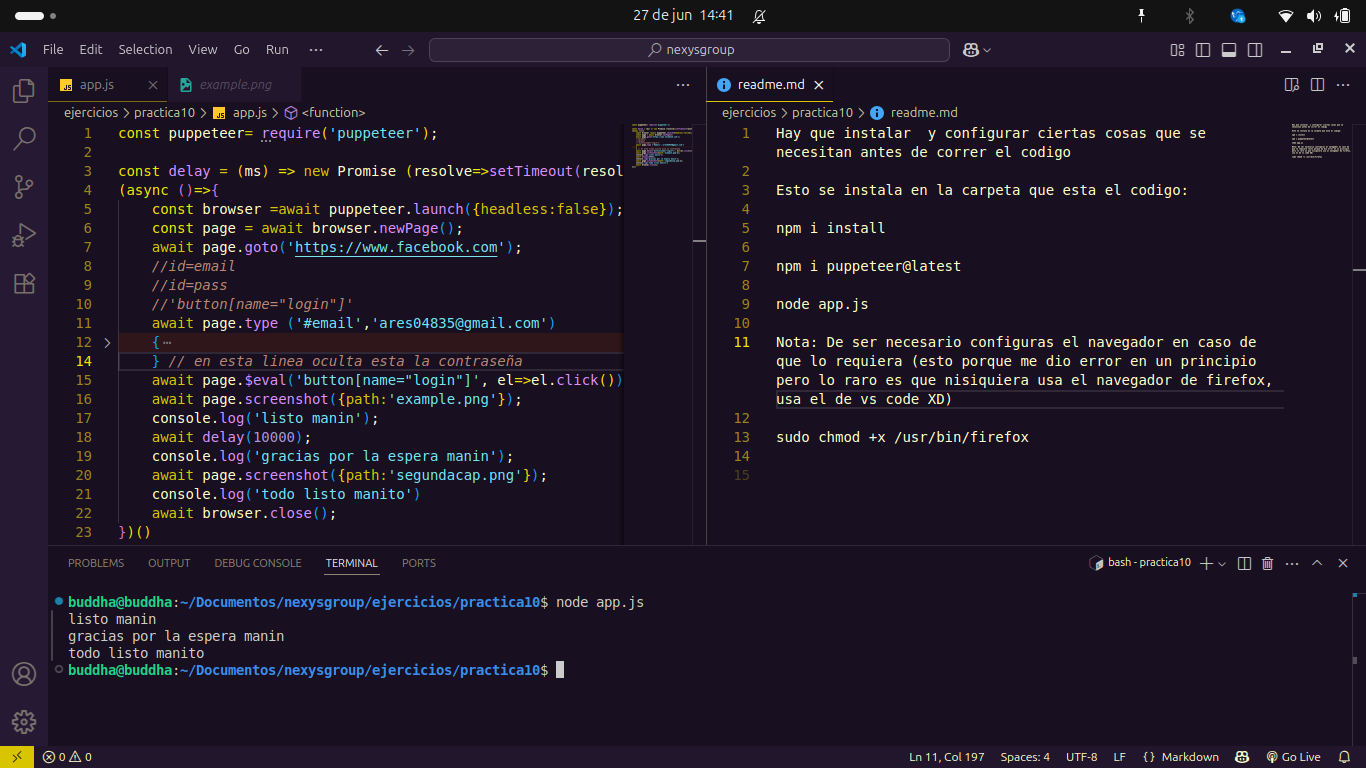 27 de jun 14:41
File Edit Selection View Go Run ···
nexysgroup
app.js
example.png
ejercicios > practica10 > app.js > <function>
1 const puppeteer= require('puppeteer');
2
3 const delay = (ms) => new Promise (resolve=>setTimeout(resol
4 (async ()=>{
5 const browser =await puppeteer.launch({headless:false});
6 const page = await browser.newPage();
7 await page.goto('https://www.facebook.com');
8 //id=email
9 //id=pass
10 //'button[name="login"]'
11 await page.type ('#email','ares04835@gmail.com')
12 { ···
14 } // en esta linea oculta esta la contraseña
15 await page.$eval('button[name="login"]', el=>el.click())
16 await page.screenshot({path:'example.png'});
17 console.log('listo manin');
18 await delay(10000);
19 console.log('gracias por la espera manin');
20 await page.screenshot({path:'segundacap.png'});
21 console.log('todo listo manito')
22 await browser.close();
23 })()
readme.md
ejercicios > practica10 > readme.md
1 Hay que instalar  y configurar ciertas cosas que se
necesitan antes de correr el codigo
2
3 Esto se instala en la carpeta que esta el codigo:
4
5 npm i install
6
7 npm i puppeteer@latest
8
9 node app.js
10
11 Nota: De ser necesario configuras el navegador en caso de
que lo requiera (esto porque me dio error en un principio
pero lo raro es que nisiquiera usa el navegador de firefox,
usa el de vs code XD)
12
13 sudo chmod +x /usr/bin/firefox
14
15
PROBLEMS OUTPUT DEBUG CONSOLE TERMINAL PORTS
bash - practica10
buddha@buddha:~/Documentos/nexysgroup/ejercicios/practica10$ node app.js
listo manin
gracias por la espera manin
todo listo manito
buddha@buddha:~/Documentos/nexysgroup/ejercicios/practica10$
0 0
Ln 11, Col 197 Spaces: 4 UTF-8 LF {} Markdown Go Live